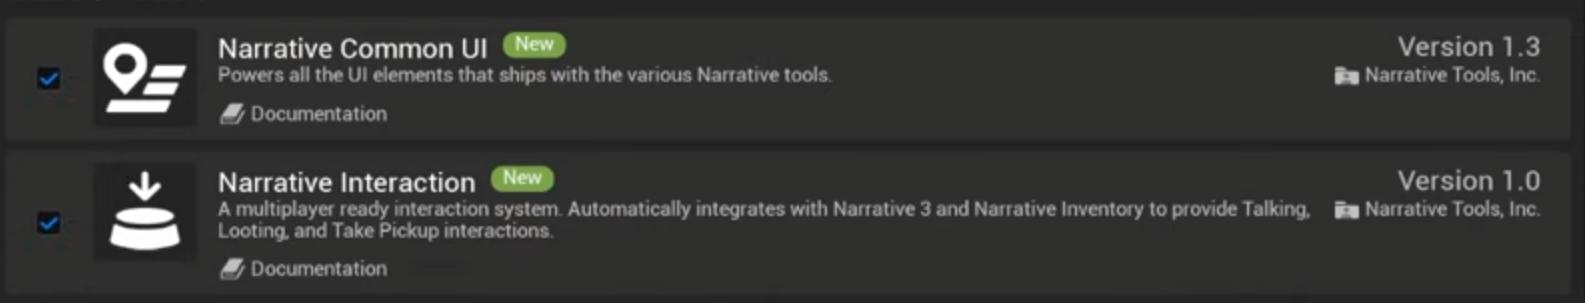 Narrative Common UI New
Version 1.3
Powers all the UI elements that ships with the various Narrative tools.
Narrative Tools, Inc.
Documentation
Narrative Interaction New
Version 1.0
A multiplayer ready interaction system. Automatically integrates with Narrative 3 and Narrative Inventory to provide Talking,
Narrative Tools, Inc.
Looting, and Take Pickup interactions.
Documentation